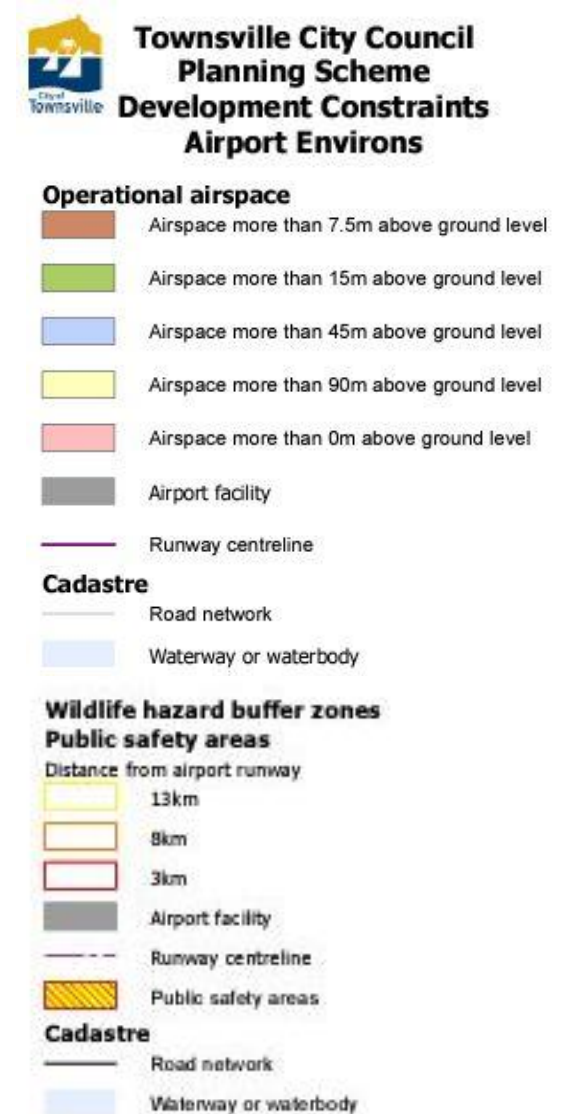 Townsville City Council
Planning Scheme
Development Constraints
Airport Environs
City of
Townsville
Operational airspace
Airspace more than 7.5m above ground level
Airspace more than 15m above ground level
Airspace more than 45m above ground level
Airspace more than 90m above ground level
Airspace more than 0m above ground level
Airport facility
Runway centreline
Cadastre
Road network
Waterway or waterbody
Wildlife hazard buffer zones
Public safety areas
Distance from airport runway
13km
8km
3km
Airport facility
Runway centreline
Public safety areas
Cadastre
Road network
Waterway or waterbody